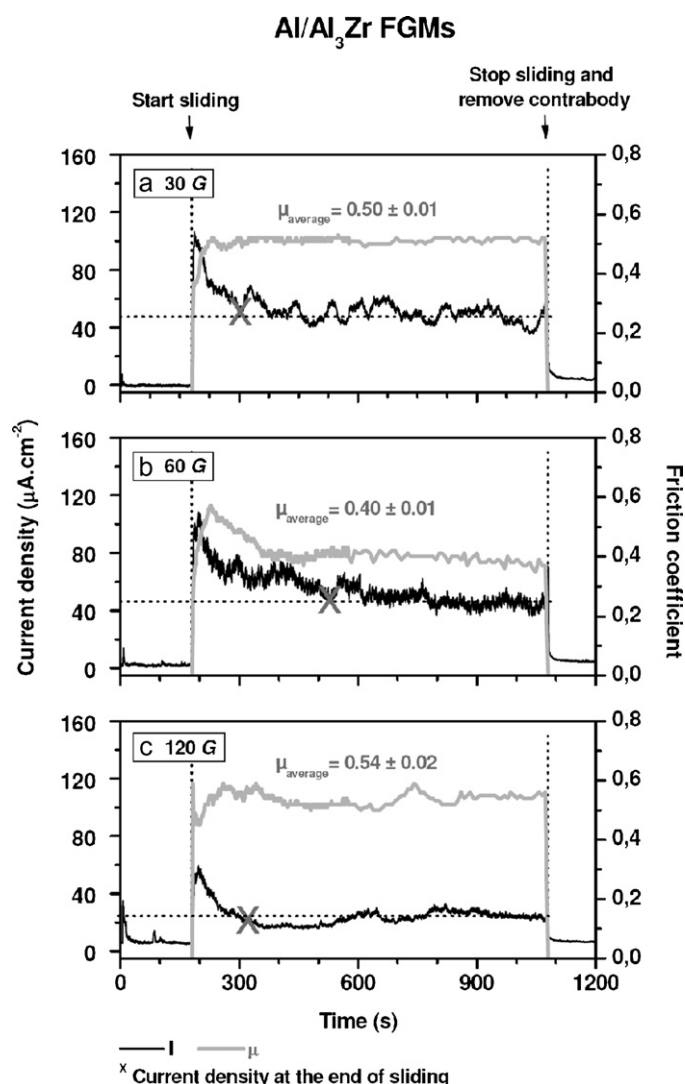 Al/Al₃Zr FGMs
Start sliding
Stop sliding and
remove contrabody
160
120
80
40
0
a 30 G
μaverage = 0.50 ± 0.01
0,8
0,6
0,4
0,2
0,0
160
120
80
40
0
b 60 G
μaverage = 0.40 ± 0.01
0,8
0,6
0,4
0,2
0,0
Current density (μA.cm⁻²)
Friction coefficient
160
120
80
40
0
c 120 G
μaverage = 0.54 ± 0.02
0,8
0,6
0,4
0,2
0,0
0 300 600 900 1200
Time (s)
I μ
x Current density at the end of sliding